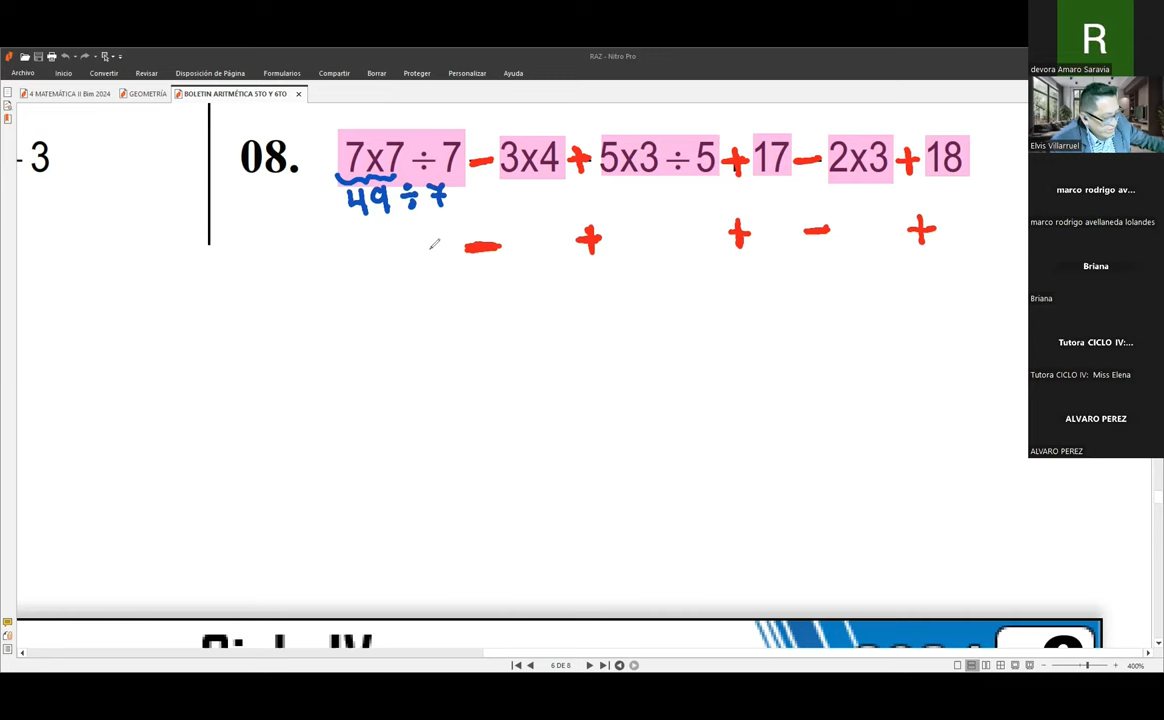 RAZ - Nitro Pro
Archivo Inicio Convertir Revisar Disposición de Página Formularios Compartir Borrar Proteger Personalizar Ayuda
4 MATEMÁTICA II Bim 2024 GEOMETRÍA BOLETIN ARITMÉTICA 5TO Y 6TO
- 3
08. 7x7 ÷ 7 - 3x4 + 5x3 ÷ 5 + 17 - 2x3 + 18
49 ÷ 7
- + + - +
6 DE 8
400%
R
devora Amaro Saravia
Elvis Villarruel
marco rodrigo av...
marco rodrigo avellaneda lolandes
Briana
Briana
Tutora CICLO IV:...
Tutora CICLO IV: Miss Elena
ALVARO PEREZ
ALVARO PEREZ